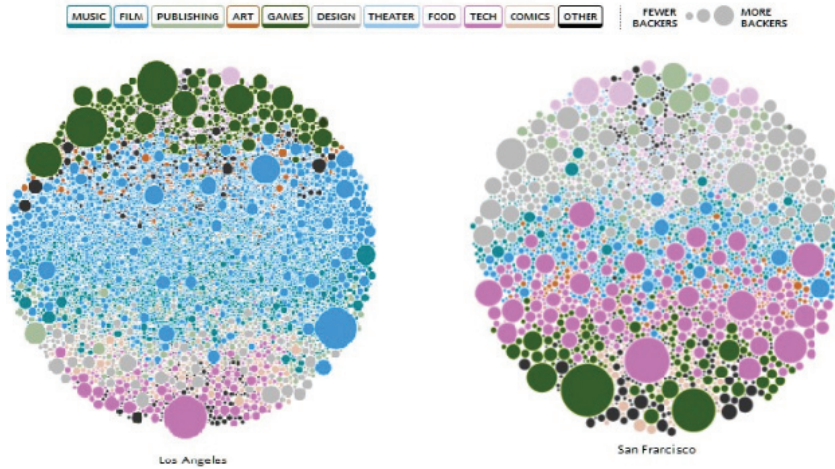 MUSIC FILM PUBLISHING ART GAMES DESIGN THEATER FOOD TECH COMICS OTHER FEWER BACKERS MORE BACKERS
Los Angeles
San Francisco